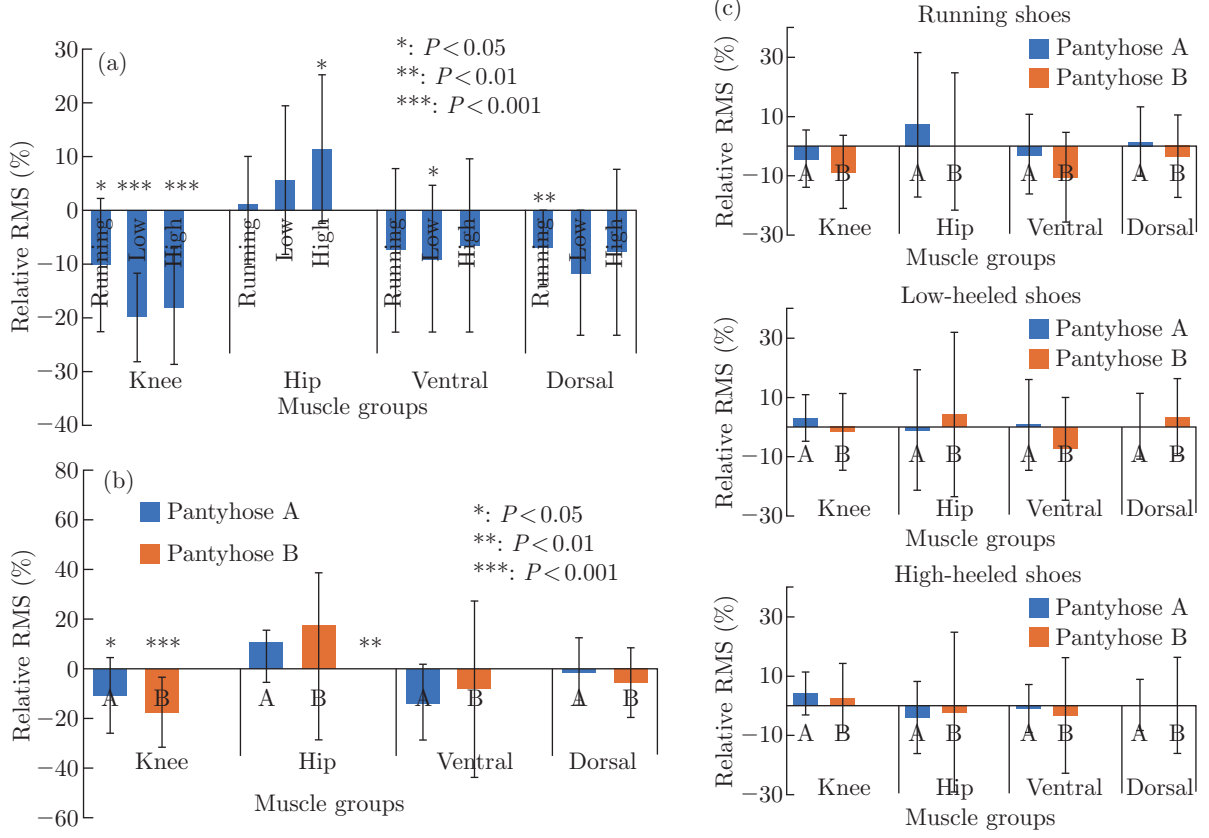 (a)
*: P<0.05
**: P<0.01
***: P<0.001
Relative RMS (%)
30
20
10
0
−10
−20
−30
−40
* *** *** * * **
Running Low High Running Low High Running Low High Running Low High
Knee Hip Ventral Dorsal
Muscle groups
(b)
Pantyhose A
Pantyhose B
*: P<0.05
**: P<0.01
***: P<0.001
Relative RMS (%)
80
60
40
20
0
−20
−40
−60
* *** **
A B A B A B A B
Knee Hip Ventral Dorsal
Muscle groups
(c)
Running shoes
Pantyhose A
Pantyhose B
Relative RMS (%)
30
10
−10
−30
A B A B A B A B
Knee Hip Ventral Dorsal
Muscle groups
Low-heeled shoes
Pantyhose A
Pantyhose B
Relative RMS (%)
30
10
−10
−30
A B A B A B A B
Knee Hip Ventral Dorsal
Muscle groups
High-heeled shoes
Pantyhose A
Pantyhose B
Relative RMS (%)
30
10
−10
−30
A B A B A B A B
Knee Hip Ventral Dorsal
Muscle groups